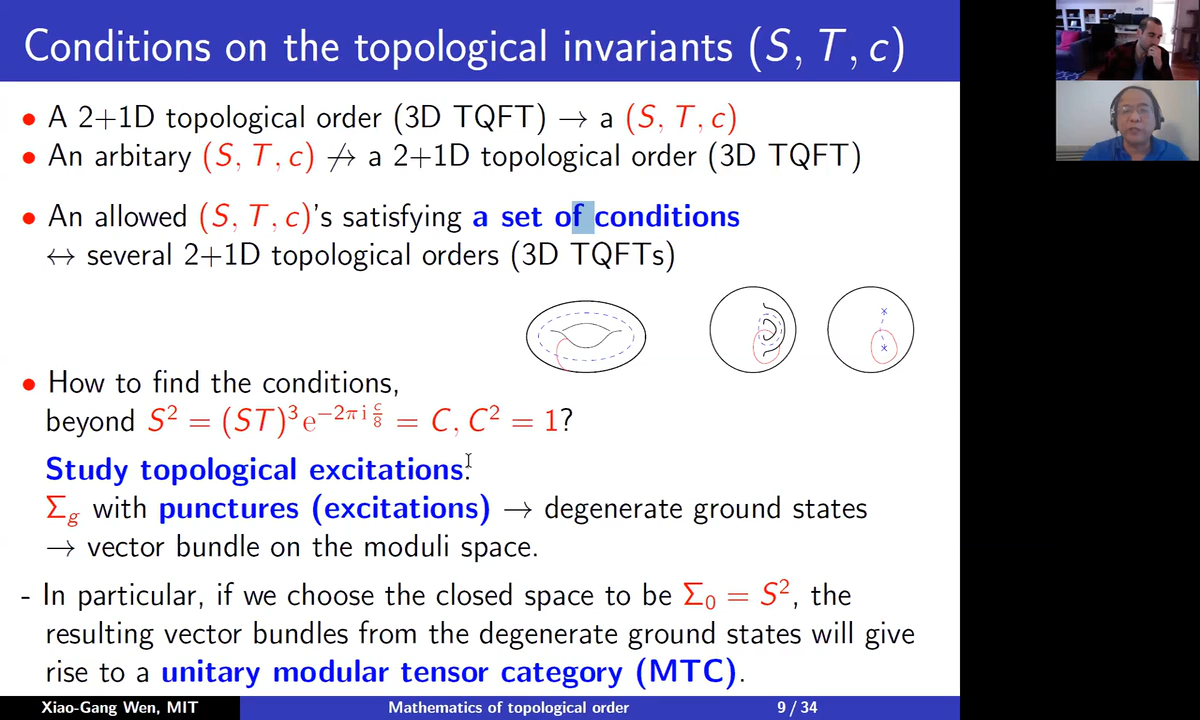 Conditions on the topological invariants (S, T, c)
• A 2+1D topological order (3D TQFT) → a (S, T, c)
• An arbitary (S, T, c) ↛ a 2+1D topological order (3D TQFT)
• An allowed (S, T, c)'s satisfying a set of conditions
↔ several 2+1D topological orders (3D TQFTs)
• How to find the conditions,
beyond S² = (ST)³e^{−2πi c/8} = C, C² = 1?
Study topological excitations.
Σ_g with punctures (excitations) → degenerate ground states
→ vector bundle on the moduli space.
- In particular, if we choose the closed space to be Σ₀ = S², the
resulting vector bundles from the degenerate ground states will give
rise to a unitary modular tensor category (MTC).
Xiao-Gang Wen, MIT
Mathematics of topological order
9 / 34